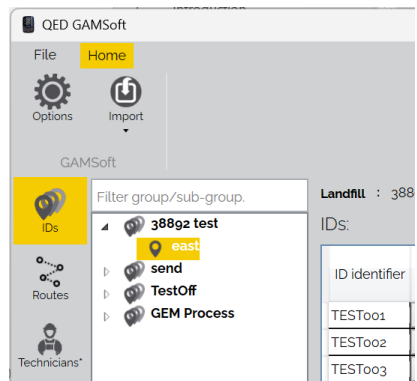 QED GAMSoft
File Home
Options Import
GAMSoft
IDs
Routes
Technicians*
Filter group/sub-group.
38892 test
east
send
TestOff
GEM Process
Landfill : 388
IDs:
ID identifier
TEST001
TEST002
TEST003